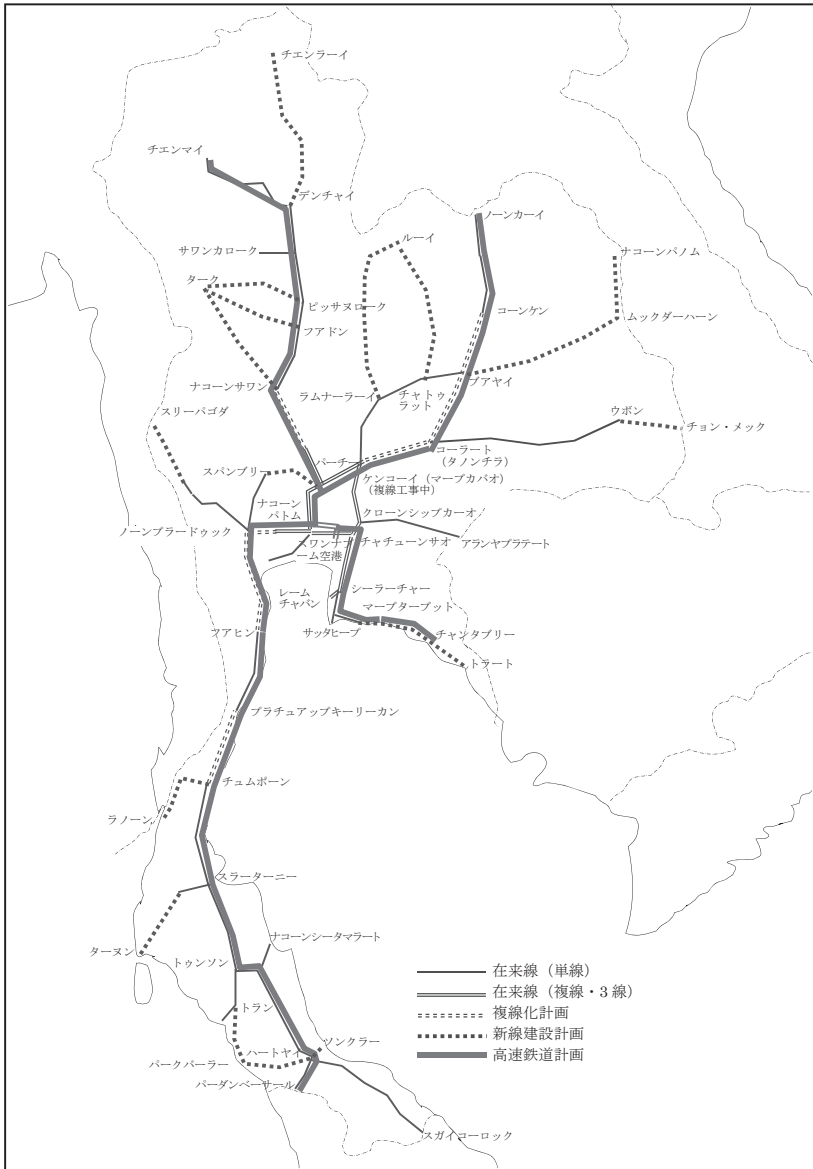 チエンラーイ
チエンマイ
デンチャイ
ノーンカーイ
サワンカローク
ルーイ
ナコーンパノム
ターク
ピッサヌローク
コーンケン
ムックダーハーン
フアドン
ナコーンサワン
ラムナーラーイ
チャトゥ
ラット
ブアヤイ
スリーパゴダ
ウボン
チョン・メック
コーラート
(タノンチラ)
パーチー
スパンブリー
ケンコーイ(マープカバオ)
(複線工事中)
ナコーン
パトム
クローンシップカーオ
ノーンプラードゥック
スワンナプ
ーム空港
チャチューンサオ
アランヤプラテート
レーム
チャバン
シーラーチャー
マープタープット
サッタヒープ
チャンタブリー
フアヒン
トラート
プラチュアップキーリーカン
チュムポーン
ラノーン
スラーターニー
ターヌン
トゥンソン
ナコーンシータマラート
トラン
ハートヤイ
ソンクラー
パークバーラー
パーダンベーサール
スガイコーロック
在来線(単線)
在来線(複線・3線)
複線化計画
新線建設計画
高速鉄道計画